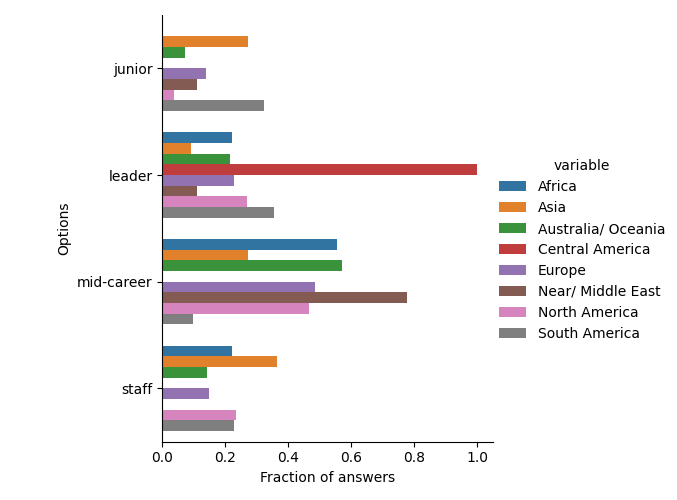 junior
leader
mid-career
staff
Options
0.0 0.2 0.4 0.6 0.8 1.0
Fraction of answers
variable
Africa
Asia
Australia/ Oceania
Central America
Europe
Near/ Middle East
North America
South America